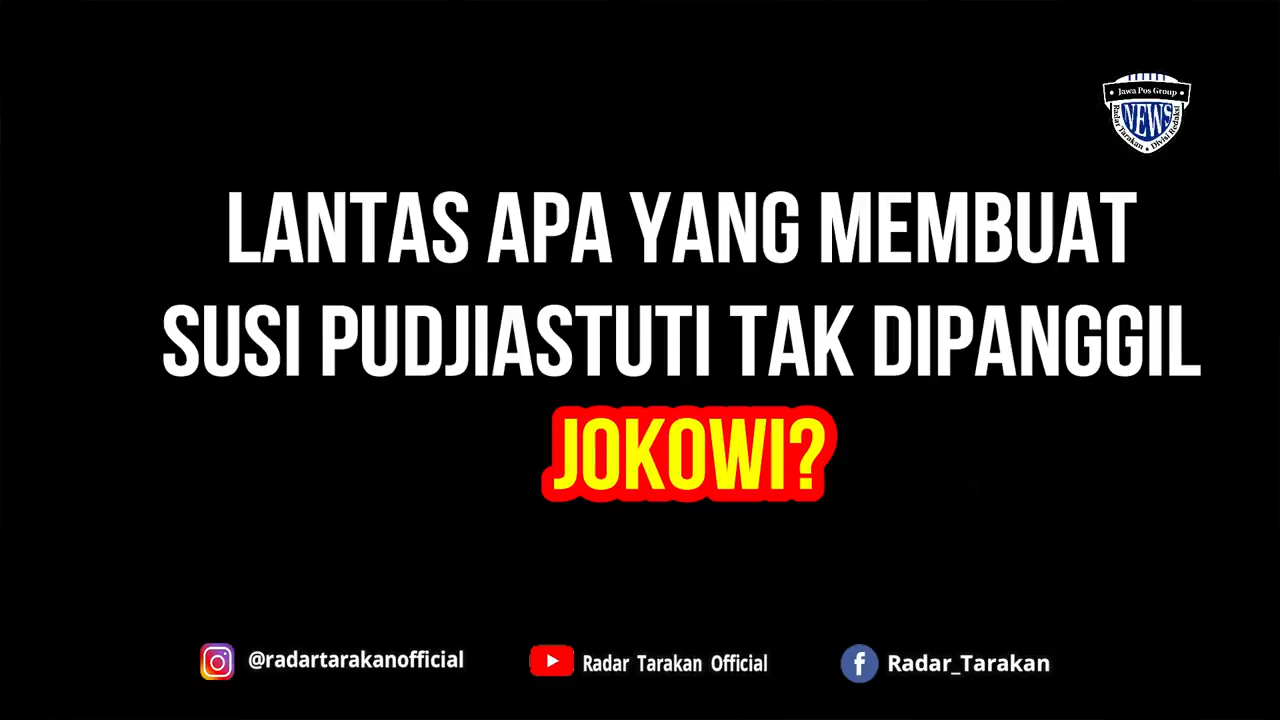 Jawa Pos Group
NEWS
Radar Tarakan • Divisi Redaksi
LANTAS APA YANG MEMBUAT
SUSI PUDJIASTUTI TAK DIPANGGIL
JOKOWI?
@radartarakanofficial
Radar Tarakan Official
Radar_Tarakan